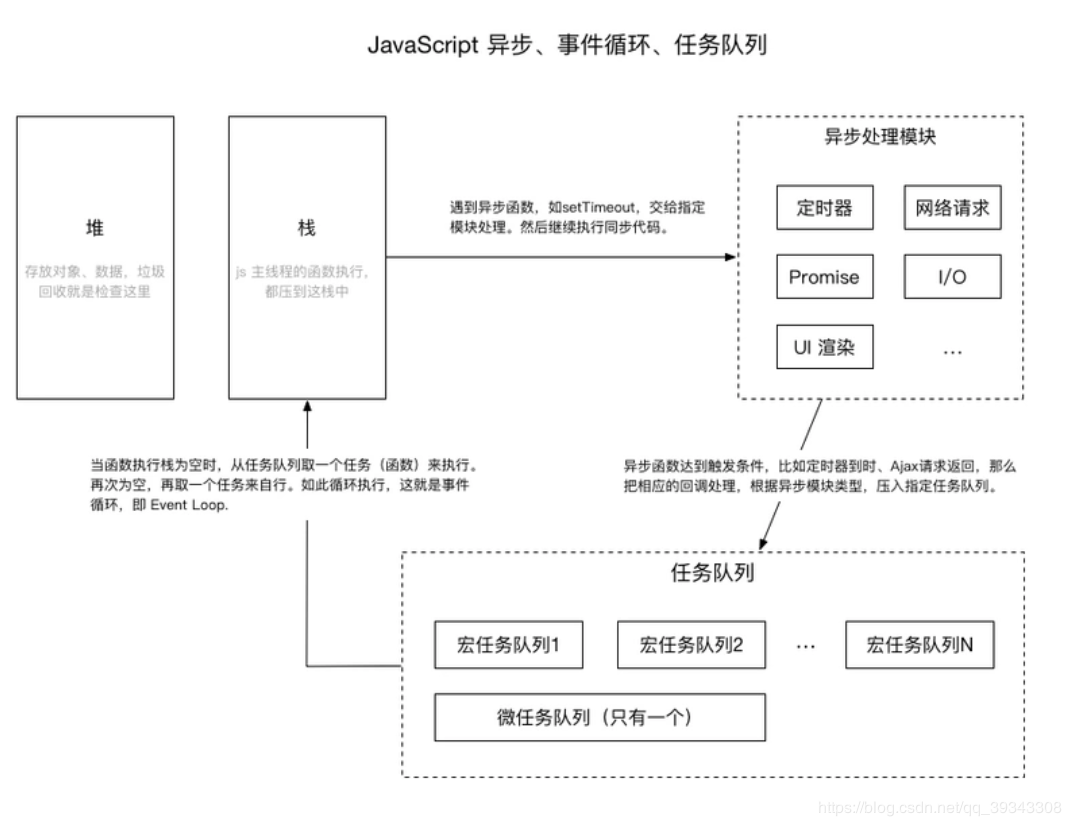 JavaScript 异步、事件循环、任务队列
堆
存放对象、数据，垃圾
回收就是检查这里
栈
js 主线程的函数执行，
都压到这栈中
遇到异步函数，如setTimeout，交给指定
模块处理。然后继续执行同步代码。
异步处理模块
定时器
网络请求
Promise
I/O
UI 渲染
...
当函数执行栈为空时，从任务队列取一个任务（函数）来执行。
再次为空，再取一个任务来自行。如此循环执行，这就是事件
循环，即 Event Loop.
异步函数达到触发条件，比如定时器到时、Ajax请求返回，那么
把相应的回调处理，根据异步模块类型，压入指定任务队列。
任务队列
宏任务队列1
宏任务队列2
...
宏任务队列N
微任务队列（只有一个）
https://blog.csdn.net/qq_39343308